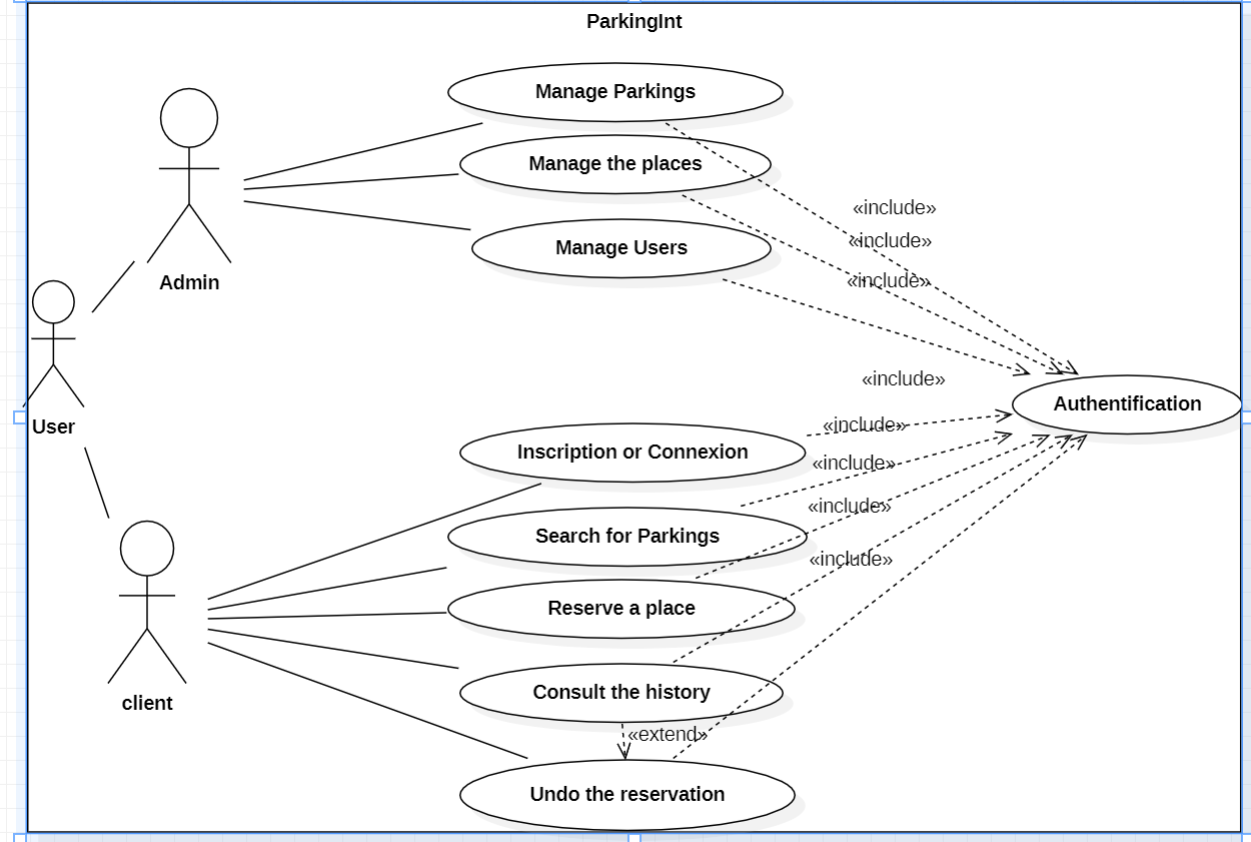 ParkingInt
Manage Parkings
Manage the places
Manage Users
«include»
«include»
«include»
Admin
«include»
Authentification
User
«include»
Inscription or Connexion
«include»
«include»
Search for Parkings
«include»
Reserve a place
Consult the history
client
«extend»
Undo the reservation